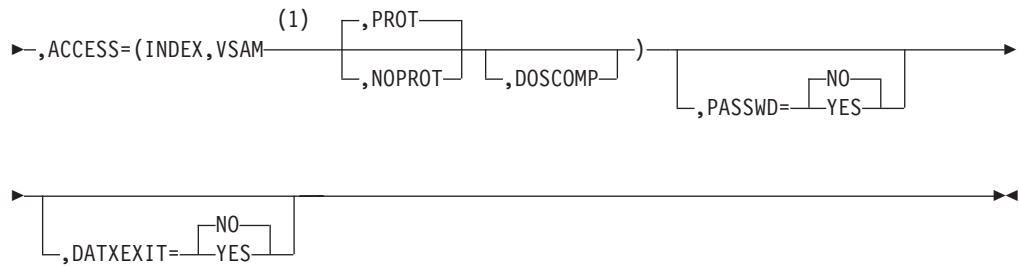 (1)
,PROT
,ACCESS=(INDEX,VSAM
)
,NOPROT
,DOSCOMP
NO
,PASSWD=
YES
NO
,DATXEXIT=
YES